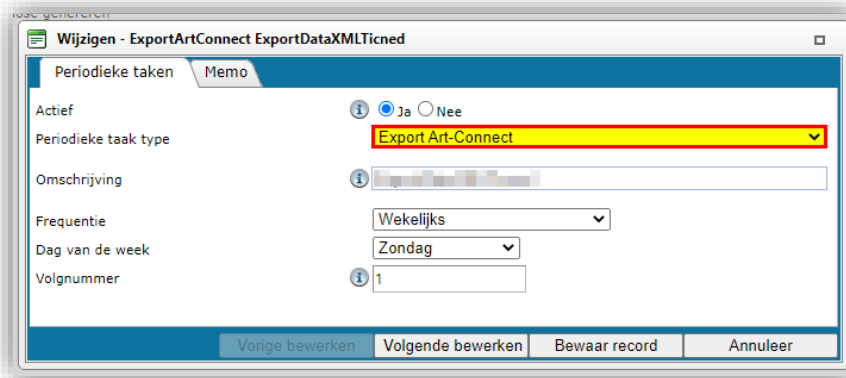 Wijzigen - ExportArtConnect ExportDataXMLTicned
Periodieke taken Memo
Actief Ja Nee
Periodieke taak type Export Art-Connect
Omschrijving
Frequentie Wekelijks
Dag van de week Zondag
Volgnummer 1
Vorige bewerken Volgende bewerken Bewaar record Annuleer